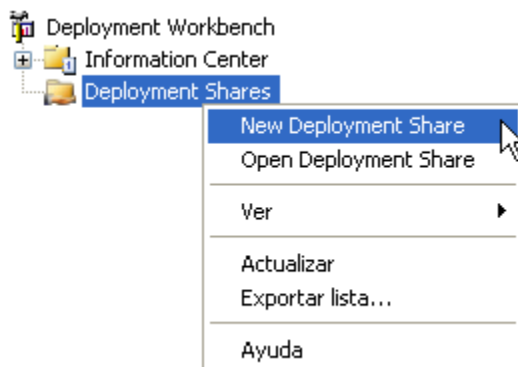 Deployment Workbench
Information Center
Deployment Shares
New Deployment Share
Open Deployment Share
Ver
Actualizar
Exportar lista...
Ayuda